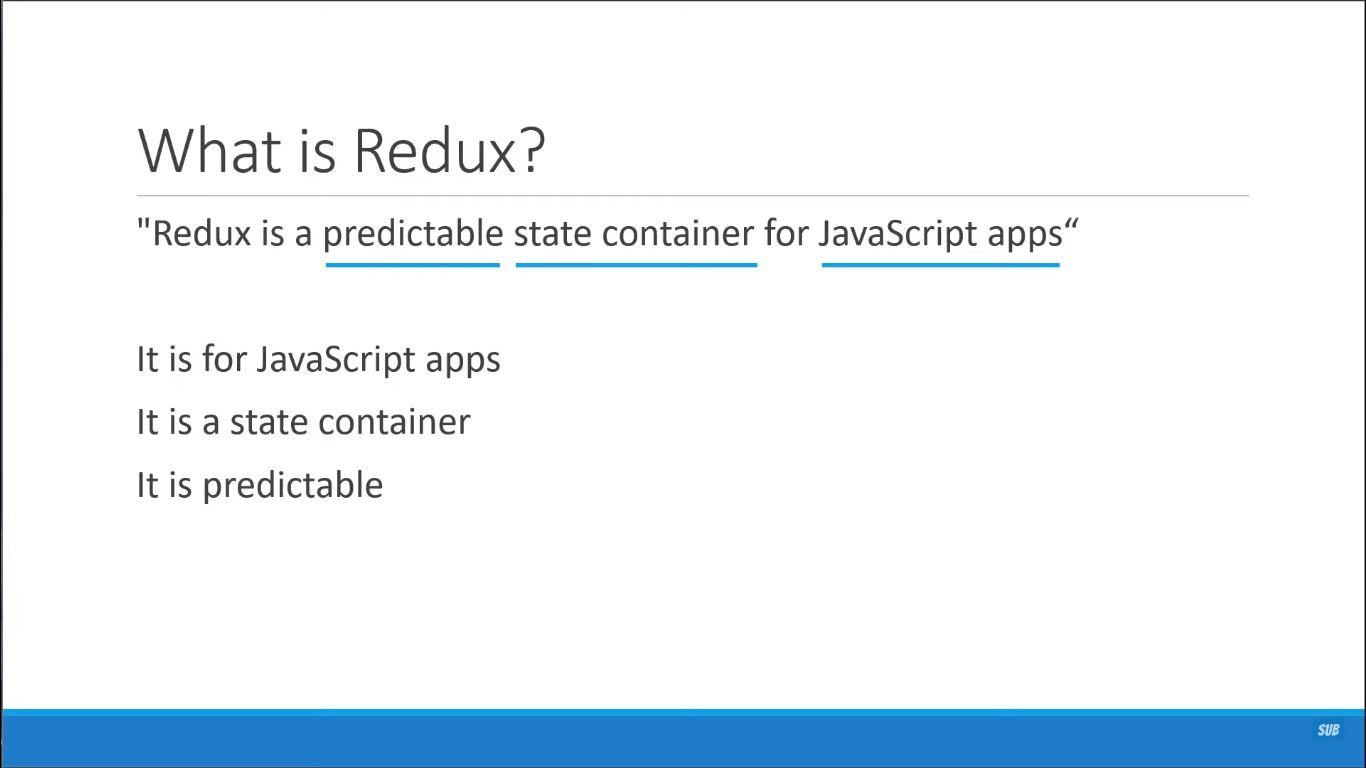 What is Redux?
"Redux is a predictable state container for JavaScript apps“
It is for JavaScript apps
It is a state container
It is predictable
SUB